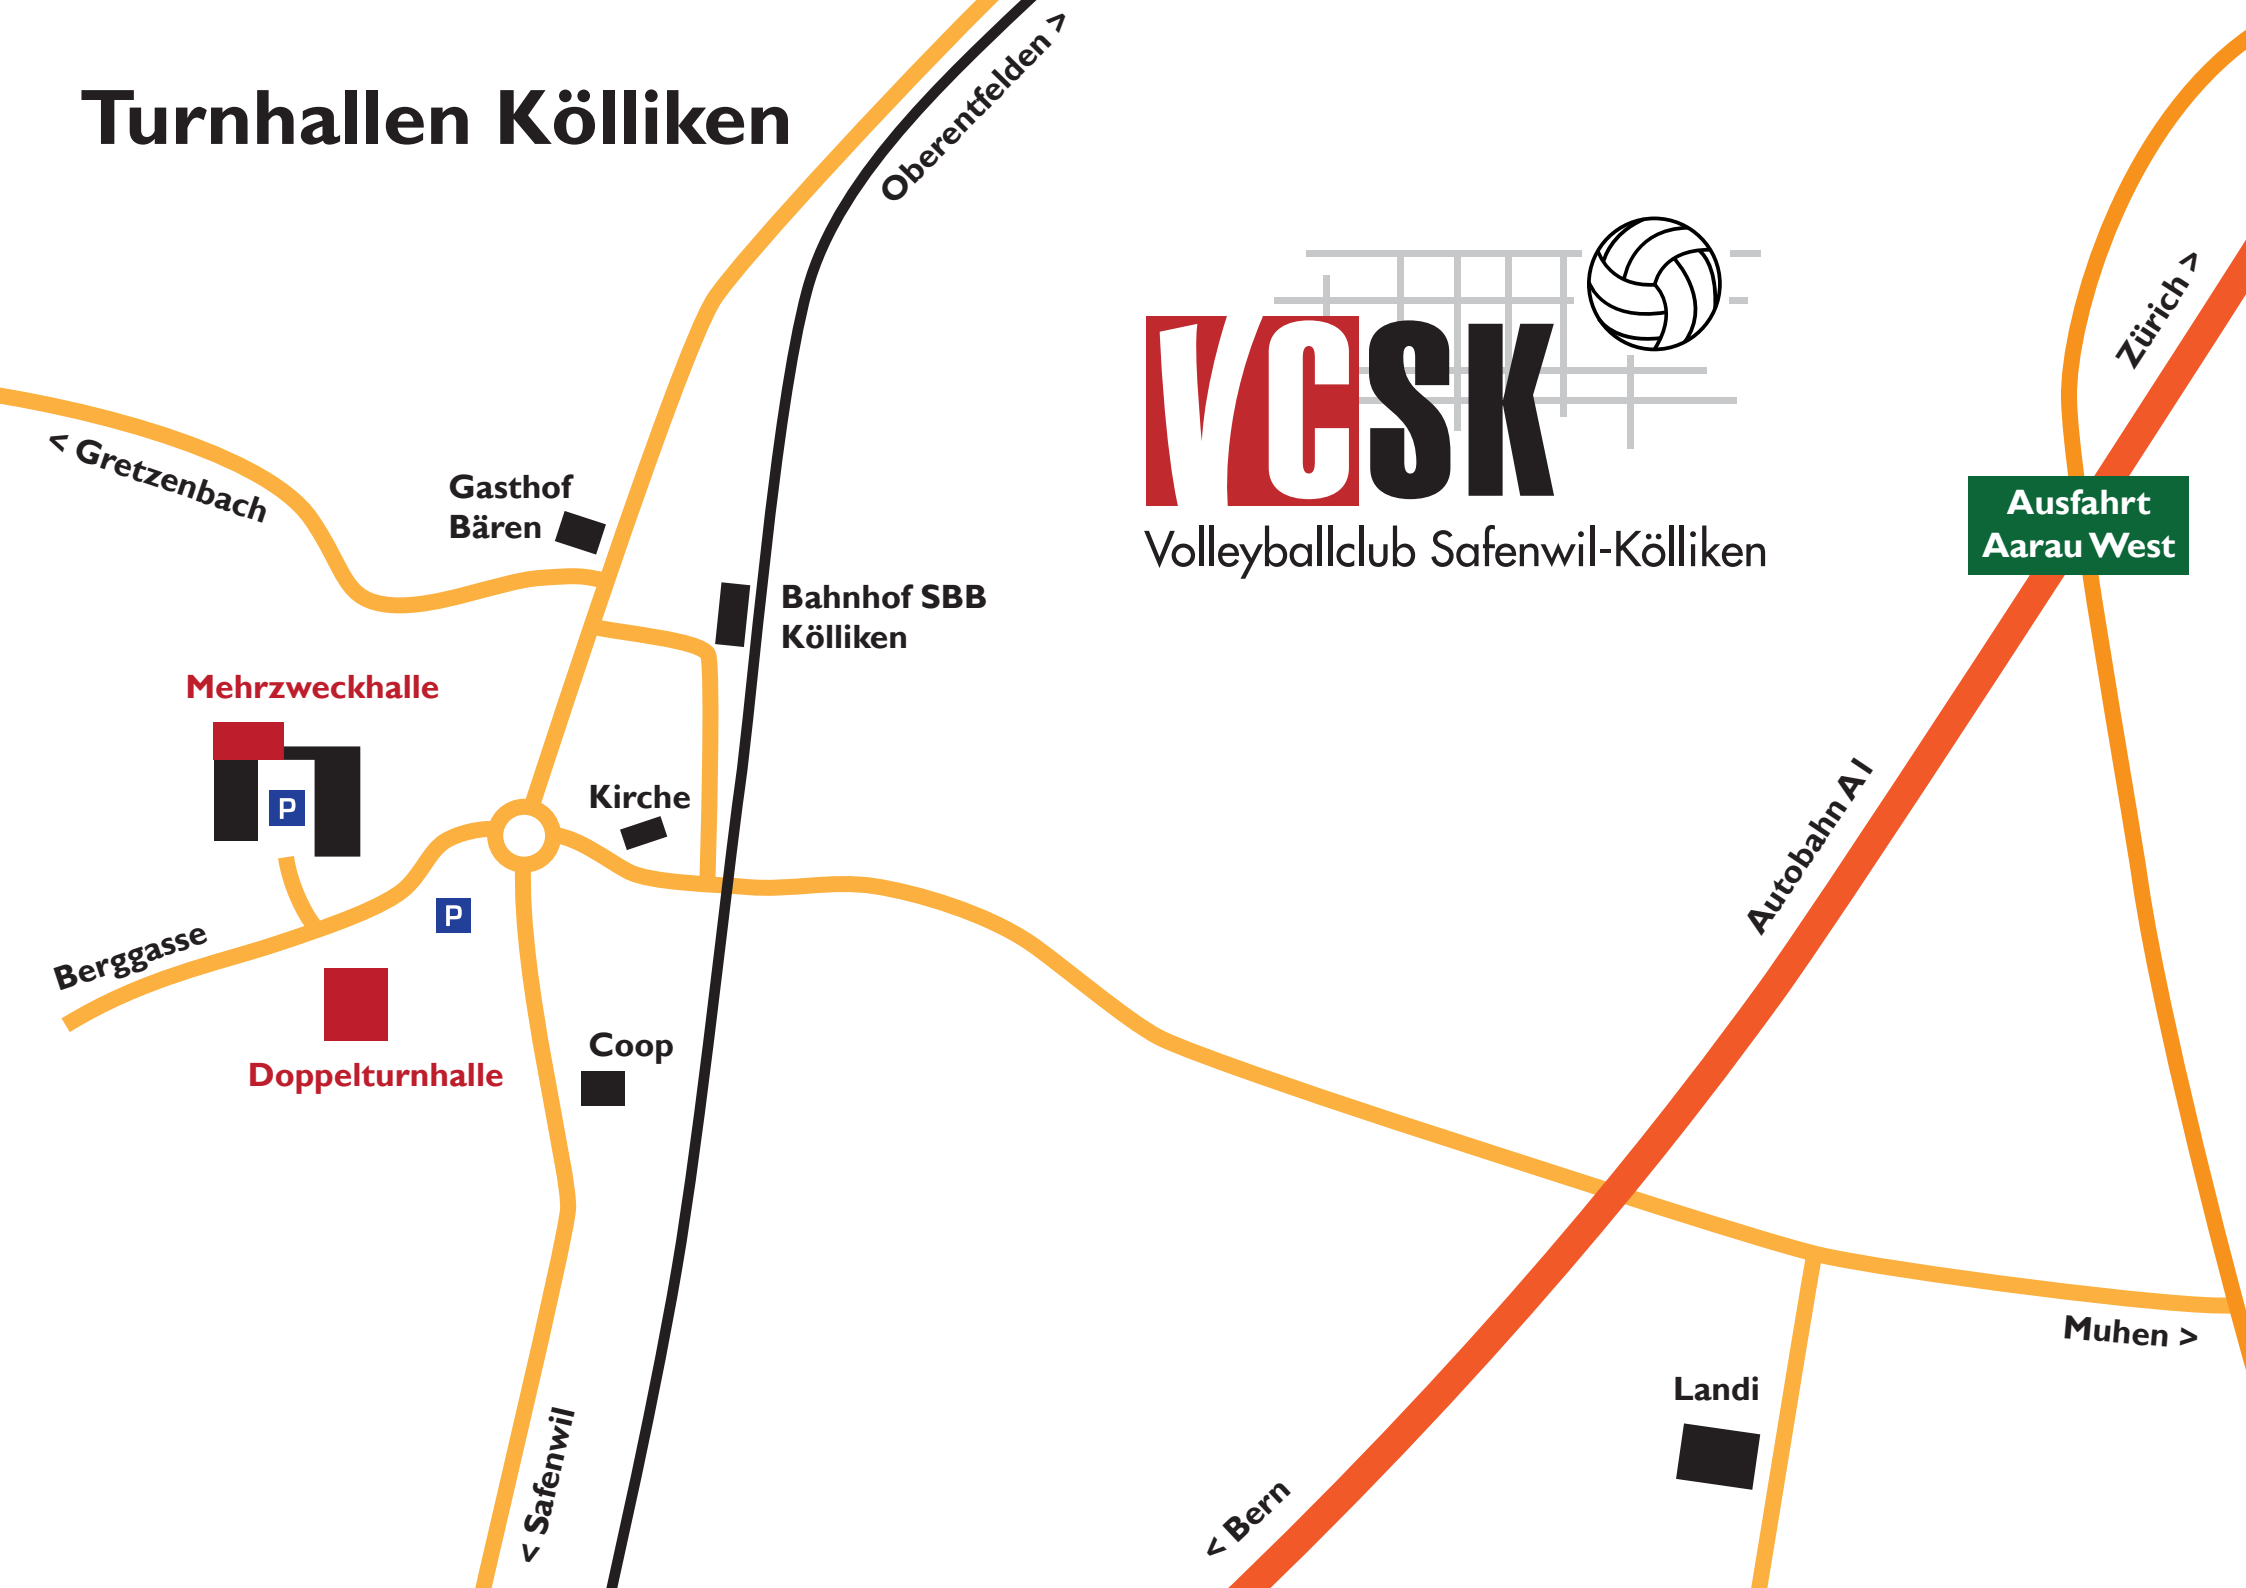 Turnhallen Kölliken
Oberentfelden >
Zürich >
VCSK
Volleyballclub Safenwil-Kölliken
< Gretzenbach
Gasthof
Bären
Ausfahrt
Aarau West
Bahnhof SBB
Kölliken
Mehrzweckhalle
P
Kirche
Autobahn A1
P
Berggasse
Coop
Doppelturnhalle
Muhen >
Landi
< Safenwil
< Bern